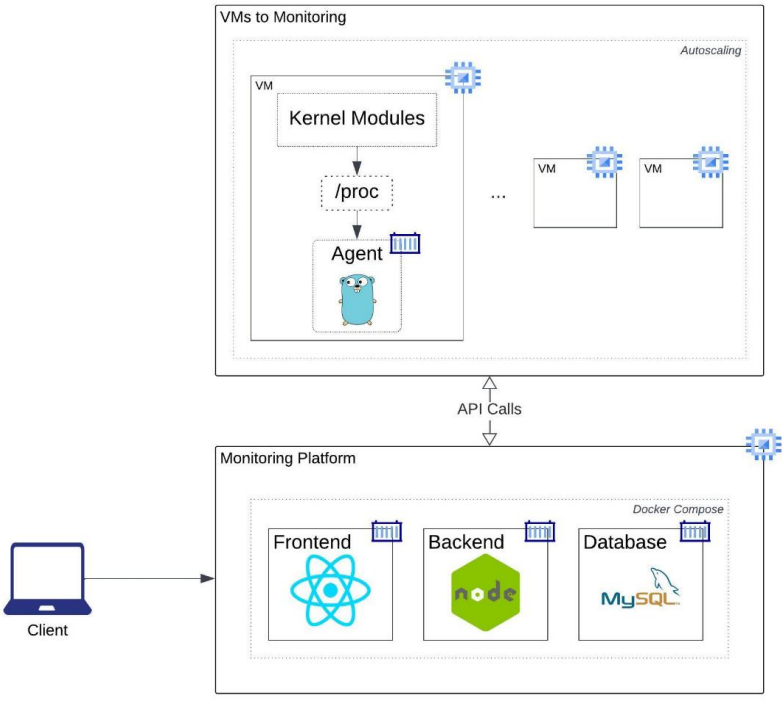 VMs to Monitoring
Autoscaling
VM
Kernel Modules
/proc
Agent
...
VM
VM
API Calls
Monitoring Platform
Docker Compose
Frontend
Backend
Database
node
MySQL
Client